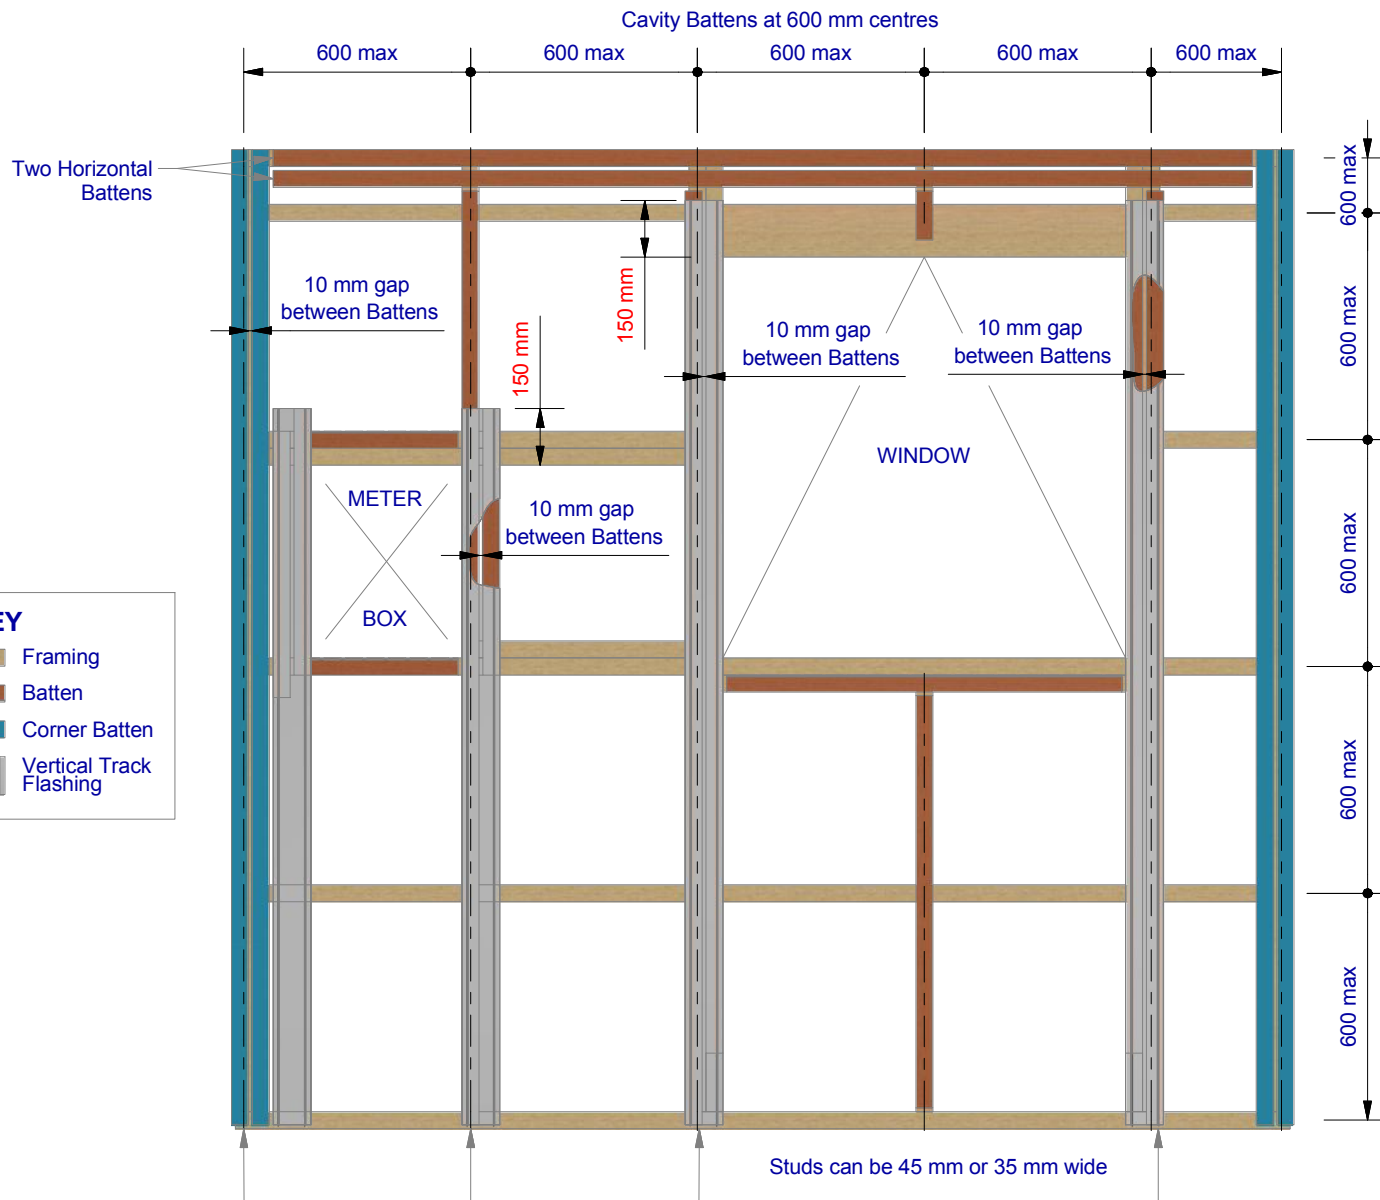 Cavity Battens at 600 mm centres
600 max
600 max
600 max
600 max
600 max
Two Horizontal
Battens
600 max
600 max
600 max
600 max
600 max
10 mm gap
between Battens
150 mm
150 mm
10 mm gap
between Battens
10 mm gap
between Battens
WINDOW
METER
BOX
10 mm gap
between Battens
Framing
Batten
Corner Batten
Vertical Track
Flashing
Studs can be 45 mm or 35 mm wide